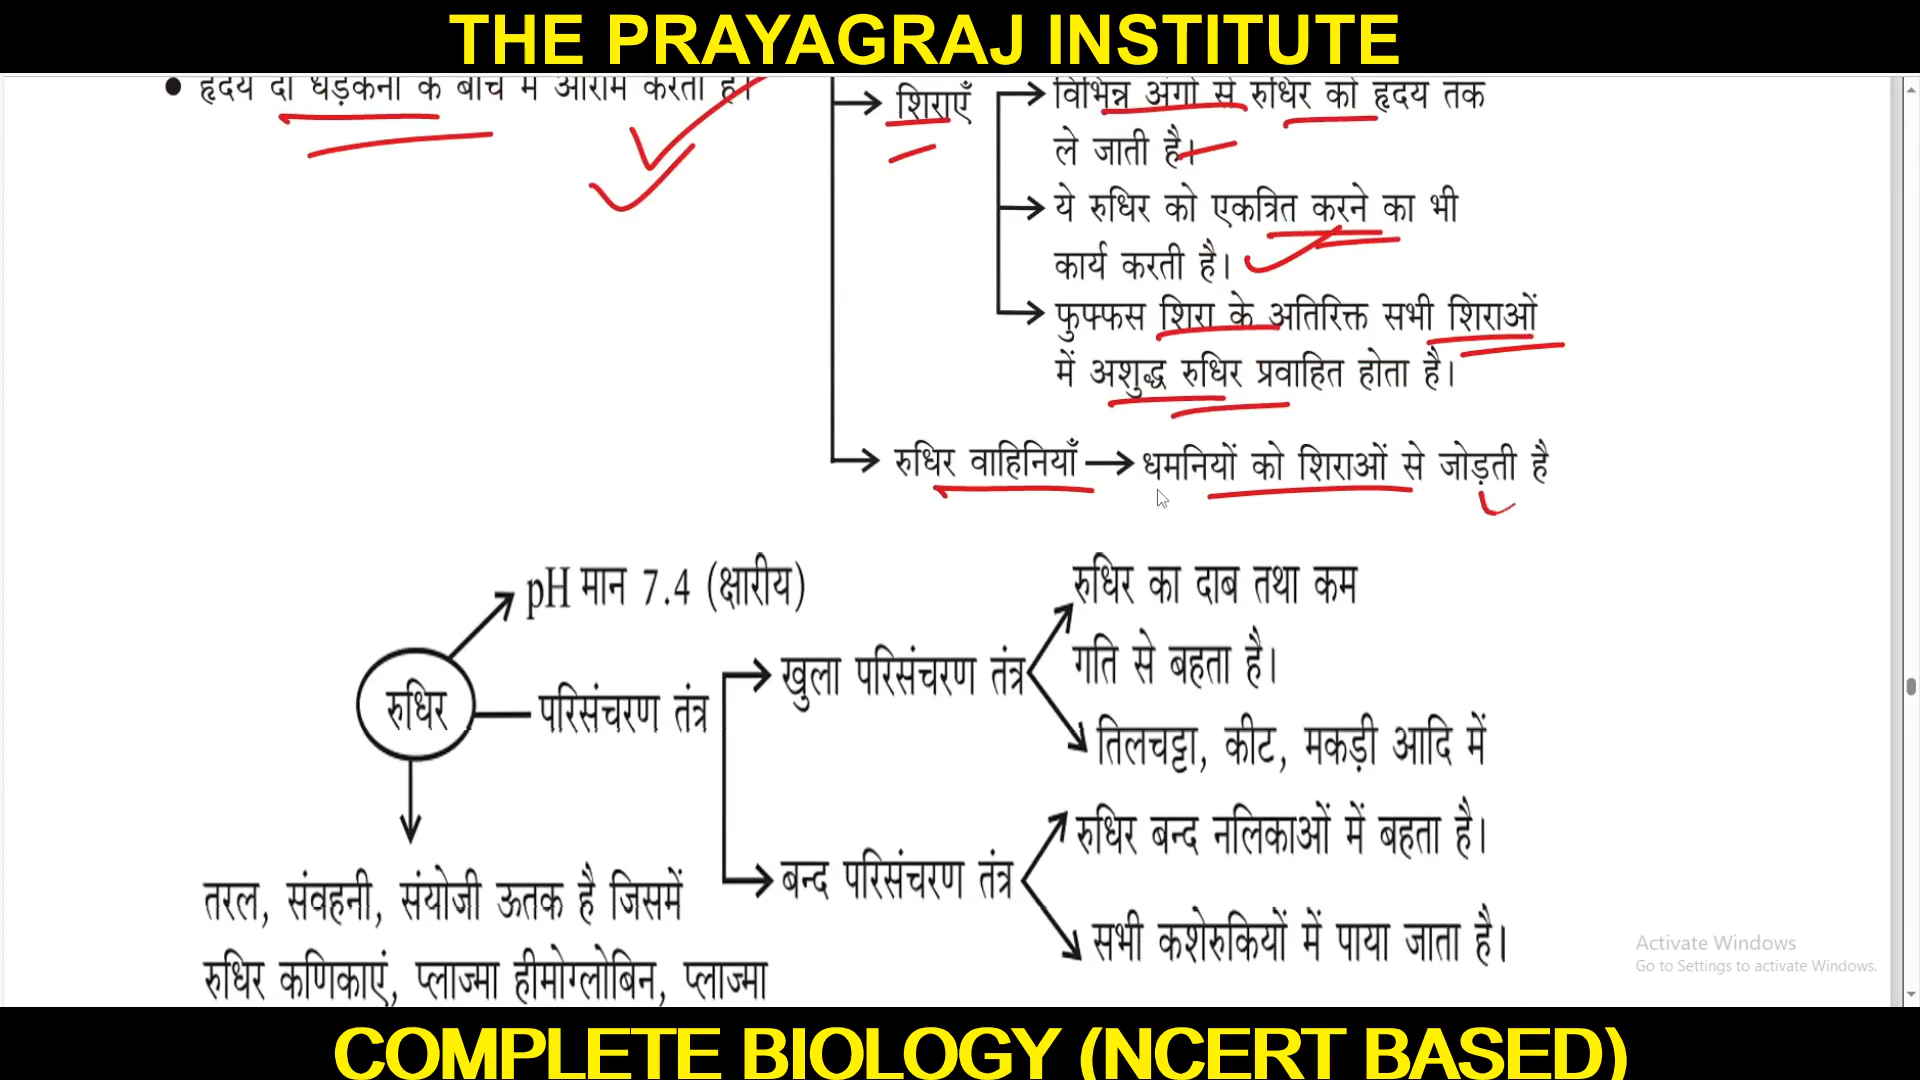 THE PRAYAGRAJ INSTITUTE
हृदय दो धड़कनों के बीच में आराम करता है।
शिराएँ
विभिन्न अंगों से रुधिर को हृदय तक
ले जाती है।
ये रुधिर को एकत्रित करने का भी
कार्य करती है।
फुफ्फस शिरा के अतिरिक्त सभी शिराओं
में अशुद्ध रुधिर प्रवाहित होता है।
रुधिर वाहिनियाँ → धमनियों को शिराओं से जोड़ती है
pH मान 7.4 (क्षारीय)
रुधिर
परिसंचरण तंत्र
खुला परिसंचरण तंत्र
रुधिर का दाब तथा कम
गति से बहता है।
तिलचट्टा, कीट, मकड़ी आदि में
बन्द परिसंचरण तंत्र
रुधिर बन्द नलिकाओं में बहता है।
सभी कशेरुकियों में पाया जाता है।
तरल, संवहनी, संयोजी ऊतक है जिसमें
रुधिर कणिकाएं, प्लाज्मा हीमोग्लोबिन, प्लाज्मा
Activate Windows
Go to Settings to activate Windows.
COMPLETE BIOLOGY (NCERT BASED)